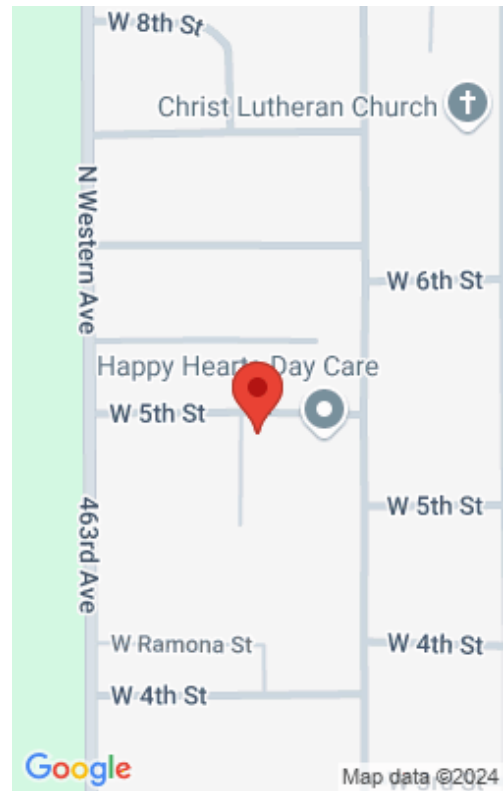 W 8th St
Christ Lutheran Church
N Western Ave
W 6th St
Happy Hearts Day Care
W 5th St
463rd Ave
W 5th St
W Ramona St
W 4th St
W 4th St
Google
Map data ©2024